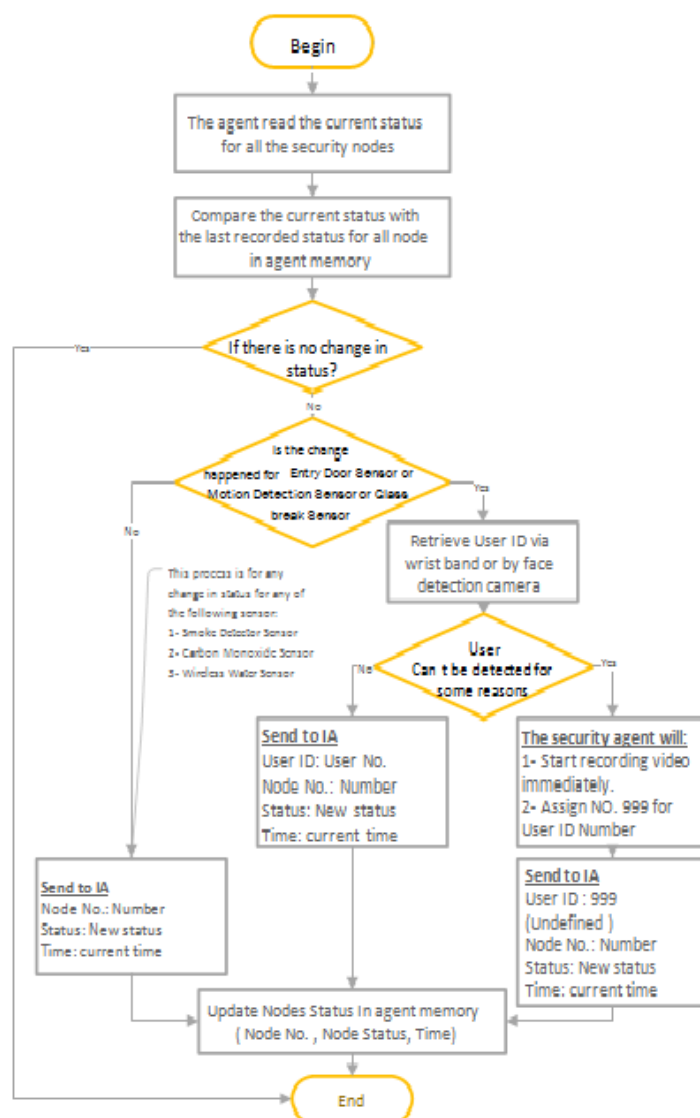 Begin
The agent read the current status
for all the security nodes
Compare the current status with
the last recorded status for all node
in agent memory
Yes
If there is no change in
status?
No
Is the change
happened for Entry Door Sensor or
Motion Detection Sensor or Glass
break Sensor
Yes
No
Retrieve User ID via
wrist band or by face
detection camera
This process is for any
change in status for any of
the following sensor:
1- Smoke Detector Sensor
2- Carbon Monoxide Sensor
3- Wireless Water Sensor
User
Can t be detected for
some reasons
No
Yes
Send to IA
User ID: User No.
Node No.: Number
Status: New status
Time: current time
The security agent will:
1- Start recording video
immediately.
2- Assign NO. 999 for
User ID Number
Send to IA
Node No.: Number
Status: New status
Time: current time
Send to IA
User ID : 999
(Undefined )
Node No.: Number
Status: New status
Time: current time
Update Nodes Status In agent memory
( Node No. , Node Status, Time)
End